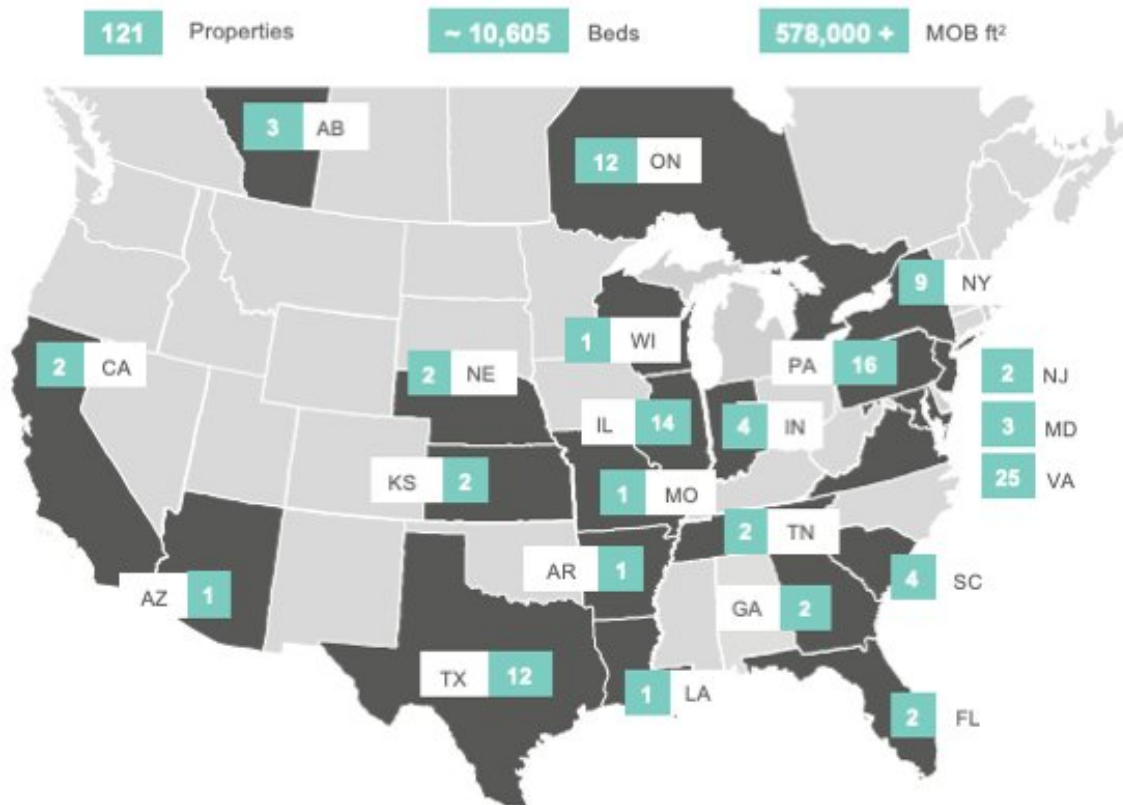 121 Properties ~ 10,605 Beds 578,000 + MOB ft²
3 AB
12 ON
9 NY
1 WI
2 CA
2 NE
PA 16
2 NJ
IL 14
4 IN
3 MD
KS 2
1 MO
25 VA
2 TN
AR 1
4 SC
AZ 1
GA 2
TX 12
1 LA
2 FL